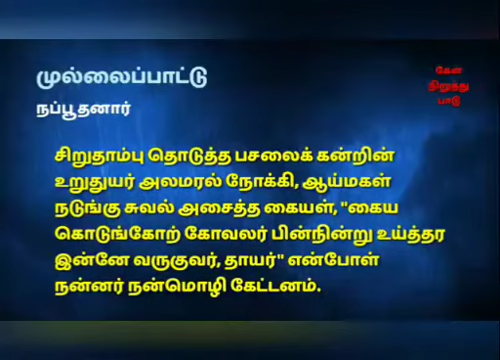 முல்லைப்பாட்டு
நப்பூதனார்
கேள்
நிறுத்து
பாடு
சிறுதாம்பு தொடுத்த பசலைக் கன்றின்
உறுதுயர் அலமரல் நோக்கி, ஆய்மகள்
நடுங்கு சுவல் அசைத்த கையள், "கைய
கொடுங்கோற் கோவலர் பின்நின்று உய்த்தர
இன்னே வருகுவர், தாயர்" என்போள்
நன்னர் நன்மொழி கேட்டனம்.